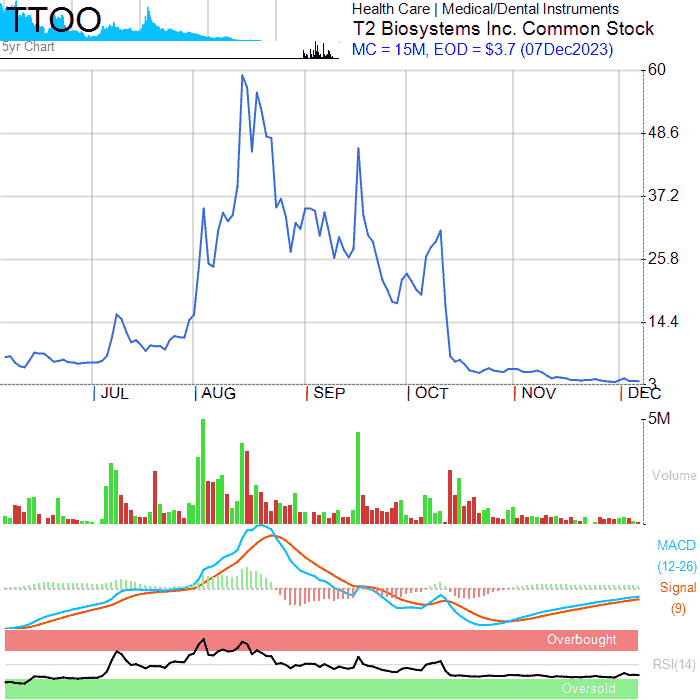 TTOO
5yr Chart
Health Care | Medical/Dental Instruments
T2 Biosystems Inc. Common Stock
MC = 15M, EOD = $3.7 (07Dec2023)
60
48.6
37.2
25.8
14.4
3
JUL AUG SEP OCT NOV DEC
5M
Volume
MACD
(12-26)
Signal
(9)
Overbought
RSI(14)
Oversold